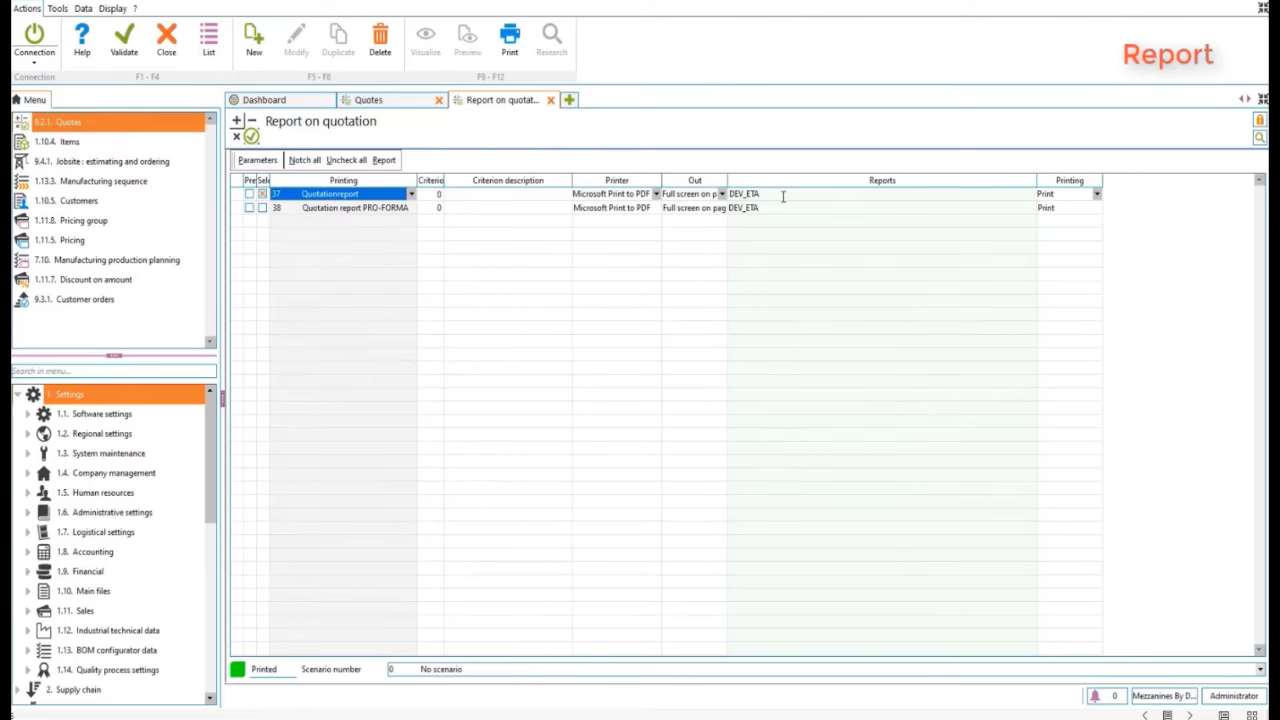 Actions Tools Data Display ?
Connection Help Validate Close List New Modify Duplicate Delete Visualize Preview Print Research
Connection F1 - F4 F5 - F8 F9 - F12
Report
Menu
Dashboard Quotes Report on quotat...
9.2.1. Quotes
1.10.4. Items
9.4.1. Jobsite : estimating and ordering
1.13.3. Manufacturing sequence
1.10.5. Customers
1.11.8. Pricing group
1.11.5. Pricing
7.10. Manufacturing production planning
1.11.7. Discount on amount
9.3.1. Customer orders
Search in menu...
1. Settings
1.1. Software settings
1.2. Regional settings
1.3. System maintenance
1.4. Company management
1.5. Human resources
1.6. Administrative settings
1.7. Logistical settings
1.8. Accounting
1.9. Financial
1.10. Main files
1.11. Sales
1.12. Industrial technical data
1.13. BOM configurator data
1.14. Quality process settings
2. Supply chain
Report on quotation
Parameters Notch all Uncheck all Report
Pre Sele Printing Criterio Criterion description Printer Out Reports Printing
37 Quotationreport 0 Microsoft Print to PDF Full screen on p DEV_ETA Print
38 Quotation report PRO-FORMA 0 Microsoft Print to PDF Full screen on pag DEV_ETA Print
Printed Scenario number 0 No scenario
0 Mezzanines By D... Administrator